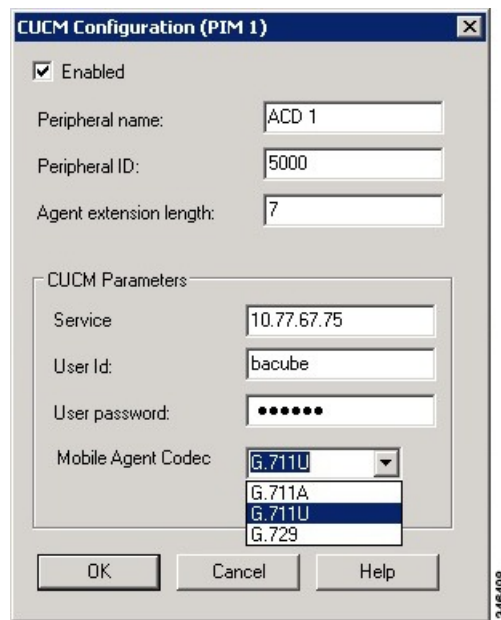 CUCM Configuration (PIM 1)
Enabled
Peripheral name: ACD 1
Peripheral ID: 5000
Agent extension length: 7
CUCM Parameters
Service 10.77.67.75
User Id: bacube
User password: ●●●●●●
Mobile Agent Codec G.711U
G.711A
G.711U
G.729
OK Cancel Help